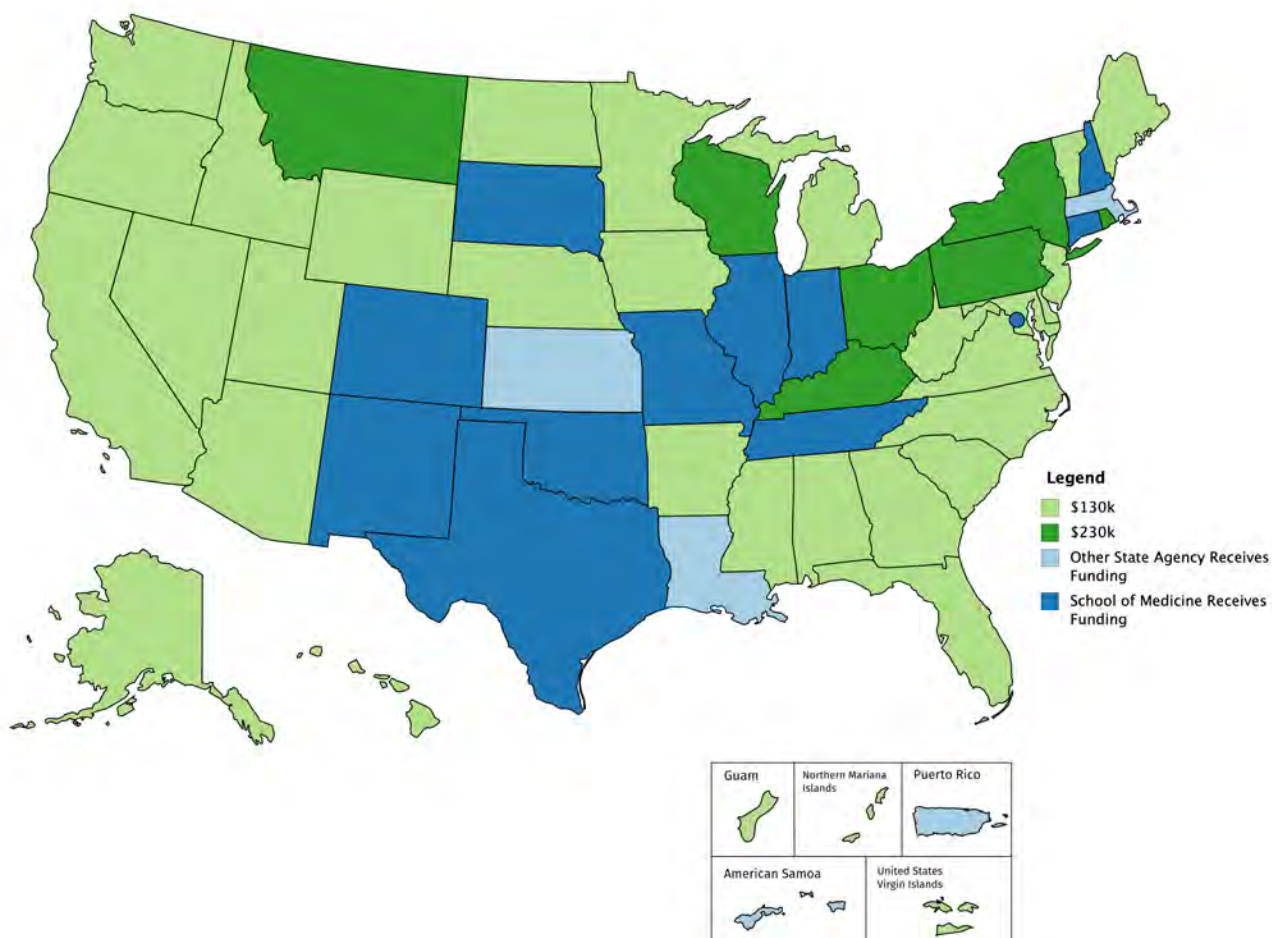 Legend
$130k
$230k
Other State Agency Receives
Funding
School of Medicine Receives
Funding
Guam
Northern Mariana
Islands
Puerto Rico
American Samoa
United States
Virgin Islands